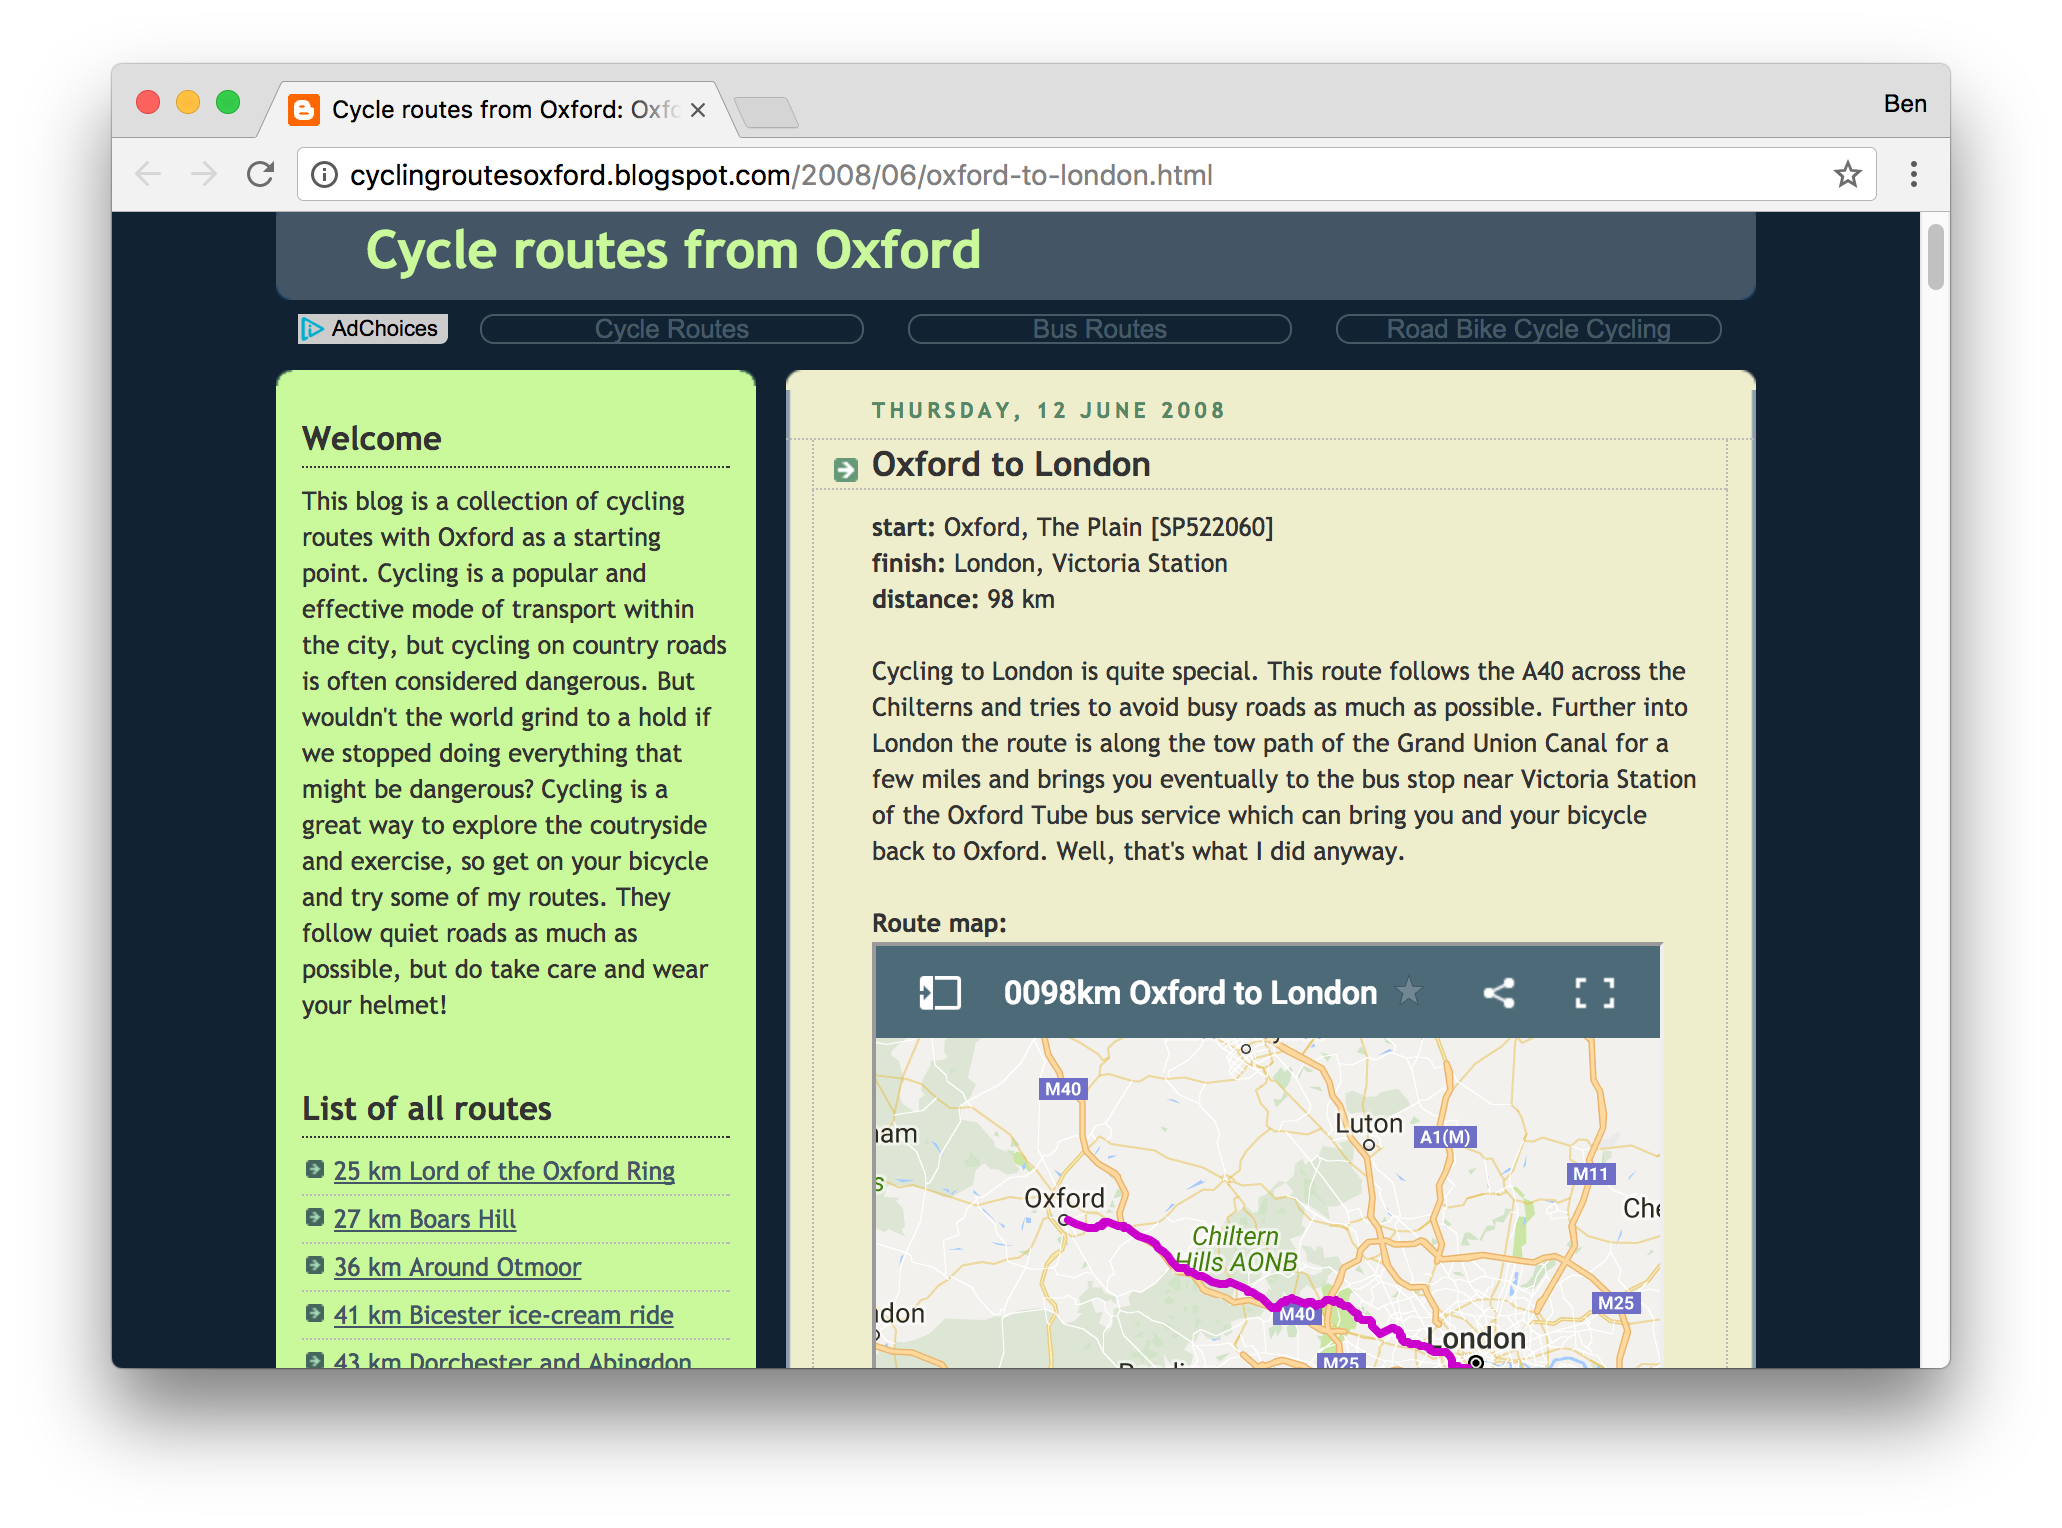 Cycle routes from Oxford: Oxfo
Ben
cyclingroutesoxford.blogspot.com/2008/06/oxford-to-london.html
Cycle routes from Oxford
AdChoices
Cycle Routes
Bus Routes
Road Bike Cycle Cycling
Welcome
This blog is a collection of cycling
routes with Oxford as a starting
point. Cycling is a popular and
effective mode of transport within
the city, but cycling on country roads
is often considered dangerous. But
wouldn't the world grind to a hold if
we stopped doing everything that
might be dangerous? Cycling is a
great way to explore the coutryside
and exercise, so get on your bicycle
and try some of my routes. They
follow quiet roads as much as
possible, but do take care and wear
your helmet!
List of all routes
25 km Lord of the Oxford Ring
27 km Boars Hill
36 km Around Otmoor
41 km Bicester ice-cream ride
43 km Dorchester and Abingdon
THURSDAY, 12 JUNE 2008
Oxford to London
start: Oxford, The Plain [SP522060]
finish: London, Victoria Station
distance: 98 km
Cycling to London is quite special. This route follows the A40 across the
Chilterns and tries to avoid busy roads as much as possible. Further into
London the route is along the tow path of the Grand Union Canal for a
few miles and brings you eventually to the bus stop near Victoria Station
of the Oxford Tube bus service which can bring you and your bicycle
back to Oxford. Well, that's what I did anyway.
Route map:
0098km Oxford to London
M40
Luton
A1(M)
ham
M11
s
Oxford
Che
Chiltern
Hills AONB
M25
ndon
M40
London
M25